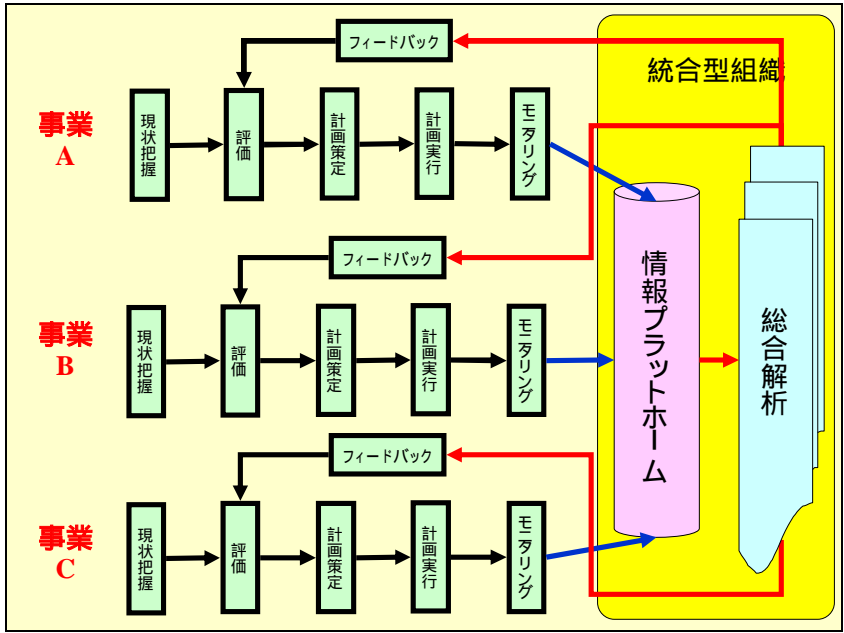 統合型組織
フィードバック
事業
A
現状把握
評価
計画策定
計画実行
モニタリング
フィードバック
事業
B
現状把握
評価
計画策定
計画実行
モニタリング
フィードバック
事業
C
現状把握
評価
計画策定
計画実行
モニタリング
情報プラットホーム
総合解析